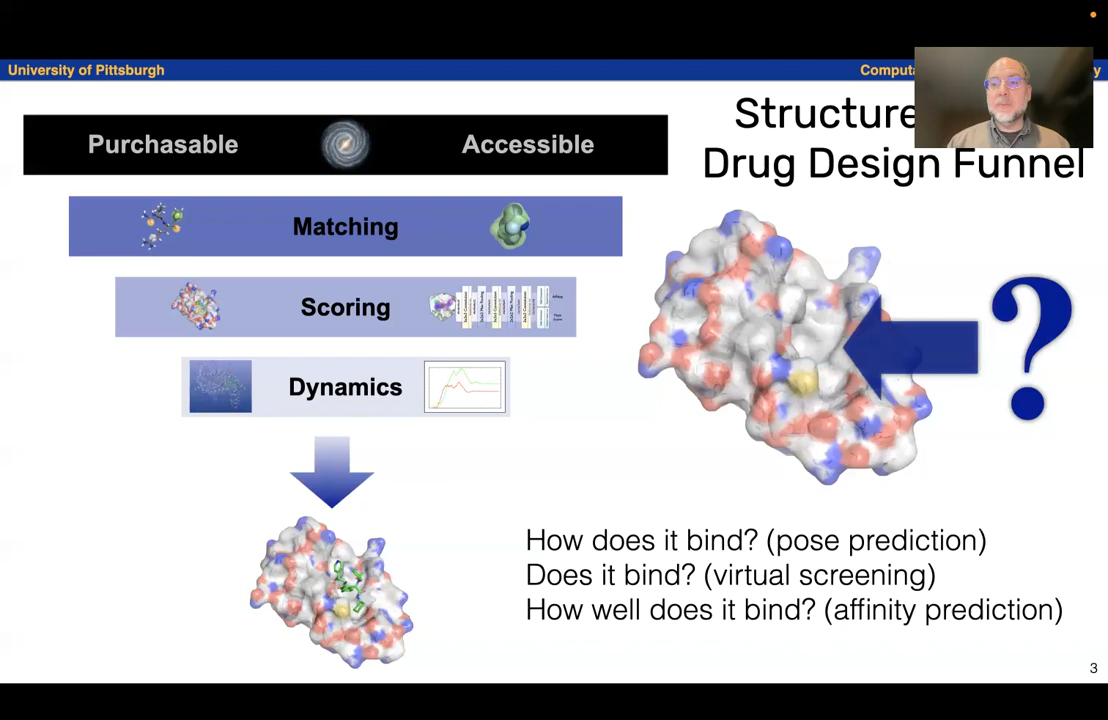 University of Pittsburgh
Computa
y
Purchasable
Accessible
Structure
Drug Design Funnel
Matching
Scoring
Dynamics
?
How does it bind? (pose prediction)
Does it bind? (virtual screening)
How well does it bind? (affinity prediction)
3